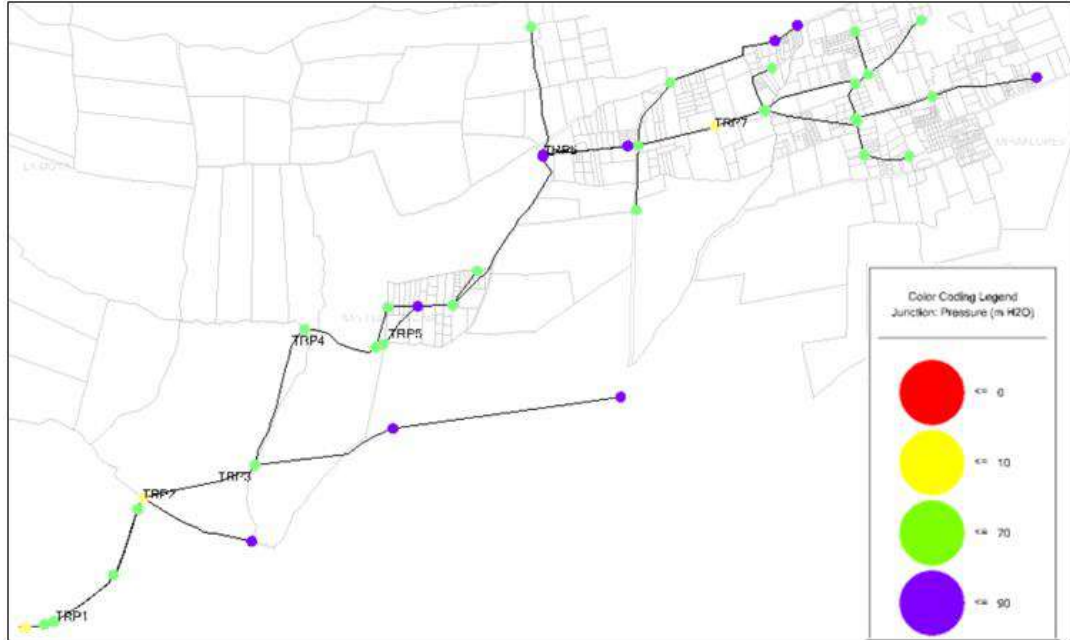 TRP7
TRP5
TRP4
TRP3
TRP2
TRP1
Color Coding Legend
Junction: Pressure (m H2O)
<= 0
<= 10
<= 70
<= 90